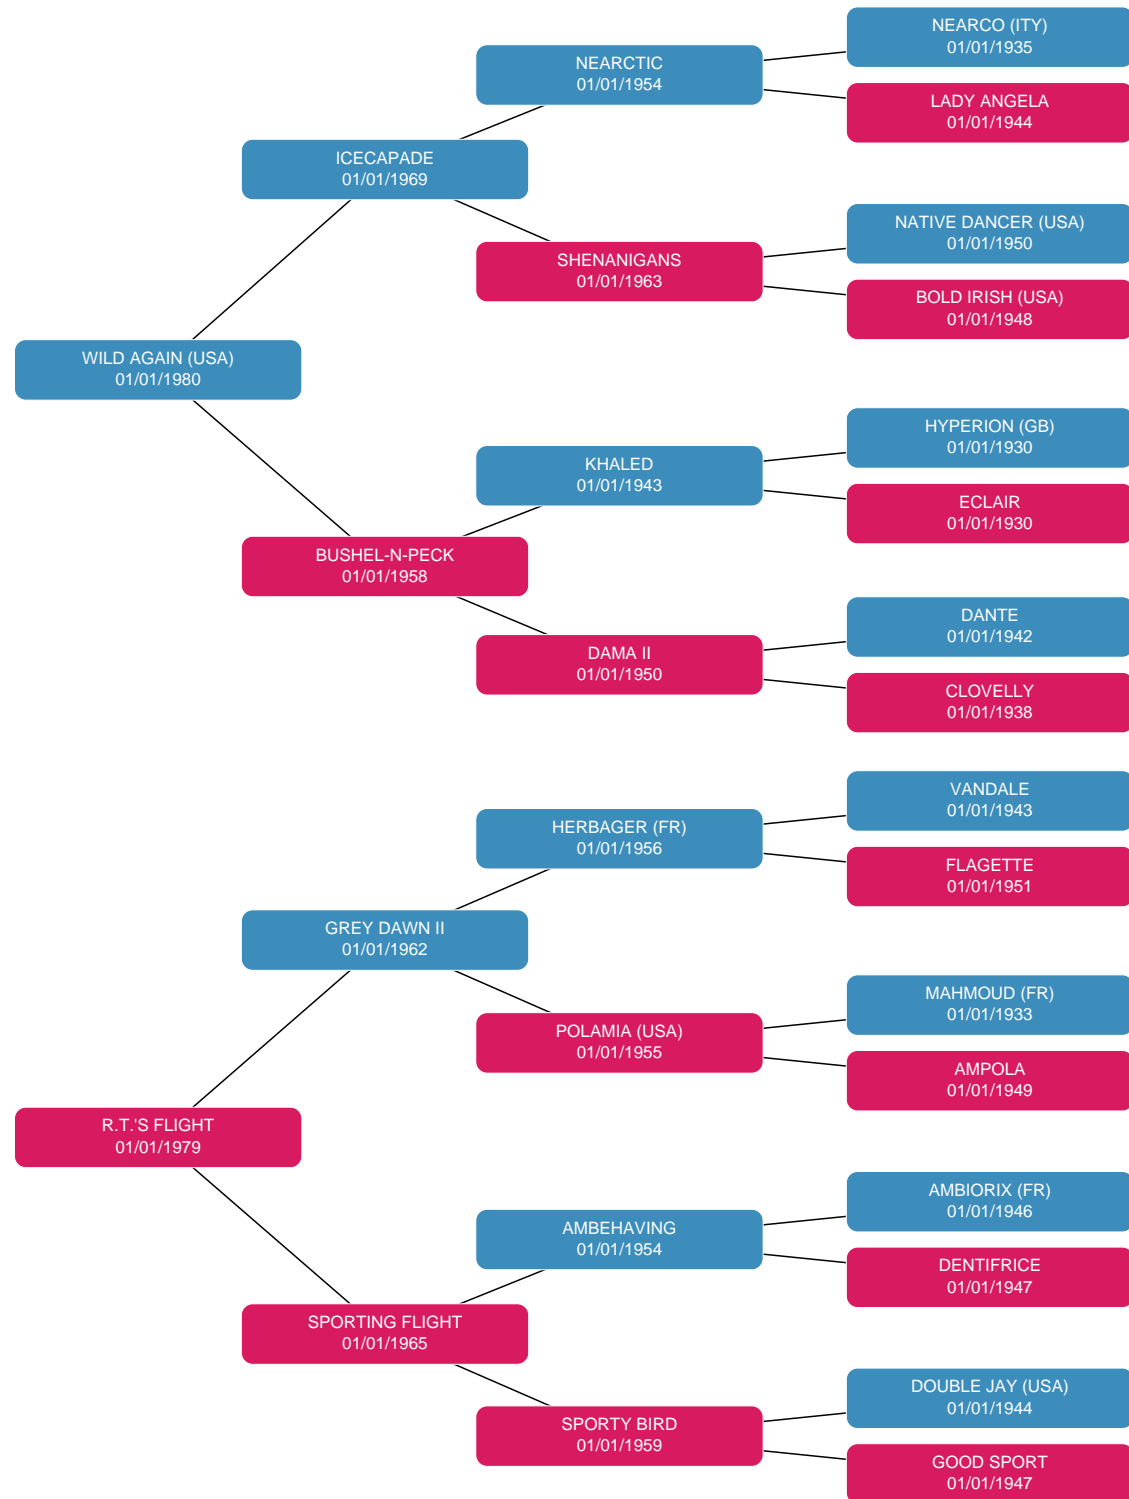 NEARCO (ITY)
01/01/1935
NEARCTIC
01/01/1954
LADY ANGELA
01/01/1944
ICECAPADE
01/01/1969
NATIVE DANCER (USA)
01/01/1950
SHENANIGANS
01/01/1963
BOLD IRISH (USA)
01/01/1948
WILD AGAIN (USA)
01/01/1980
HYPERION (GB)
01/01/1930
KHALED
01/01/1943
ECLAIR
01/01/1930
BUSHEL-N-PECK
01/01/1958
DANTE
01/01/1942
DAMA II
01/01/1950
CLOVELLY
01/01/1938
VANDALE
01/01/1943
HERBAGER (FR)
01/01/1956
FLAGETTE
01/01/1951
GREY DAWN II
01/01/1962
MAHMOUD (FR)
01/01/1933
POLAMIA (USA)
01/01/1955
AMPOLA
01/01/1949
R.T.'S FLIGHT
01/01/1979
AMBIORIX (FR)
01/01/1946
AMBEHAVING
01/01/1954
DENTIFRICE
01/01/1947
SPORTING FLIGHT
01/01/1965
DOUBLE JAY (USA)
01/01/1944
SPORTY BIRD
01/01/1959
GOOD SPORT
01/01/1947